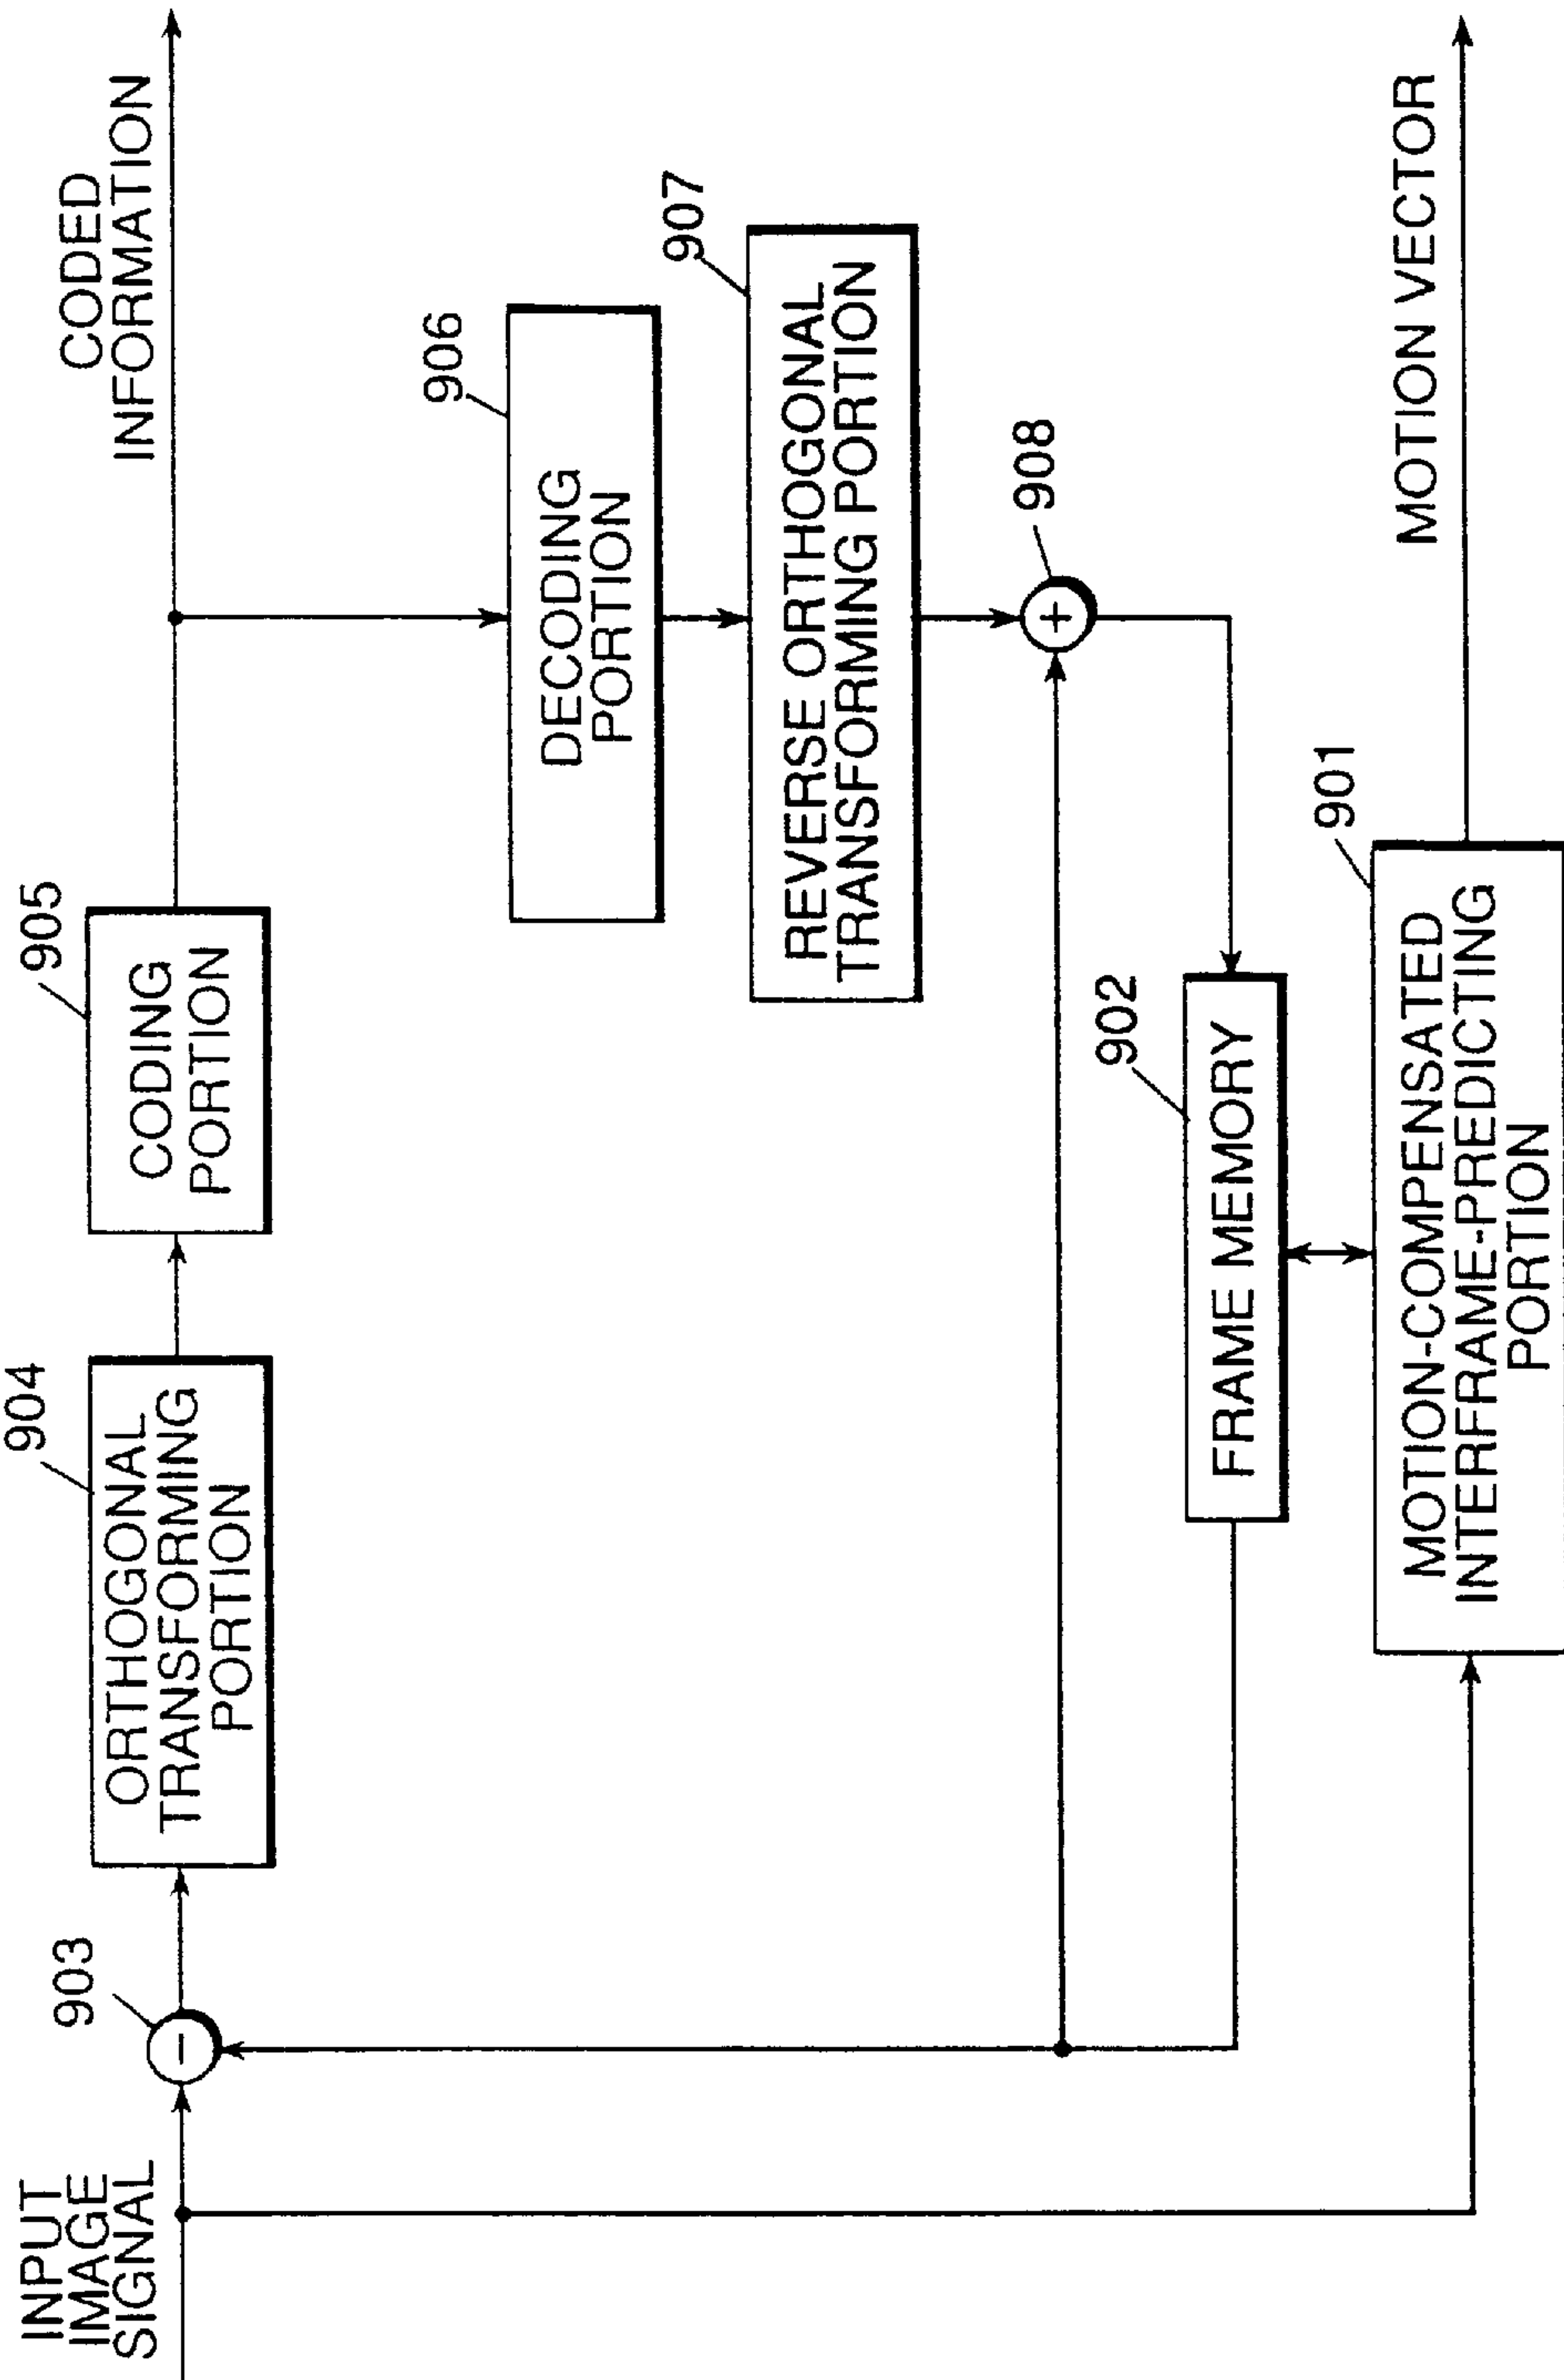 INPUT
IMAGE
SIGNAL
903
−
904
ORTHOGONAL
TRANSFORMING
PORTION
905
CODING
PORTION
CODED
INFORMATION
906
DECODING
PORTION
907
REVERSE ORTHOGONAL
TRANSFORMING PORTION
908
+
902
FRAME MEMORY
901
MOTION-COMPENSATED
INTERFRAME-PREDICTING
PORTION
MOTION VECTOR